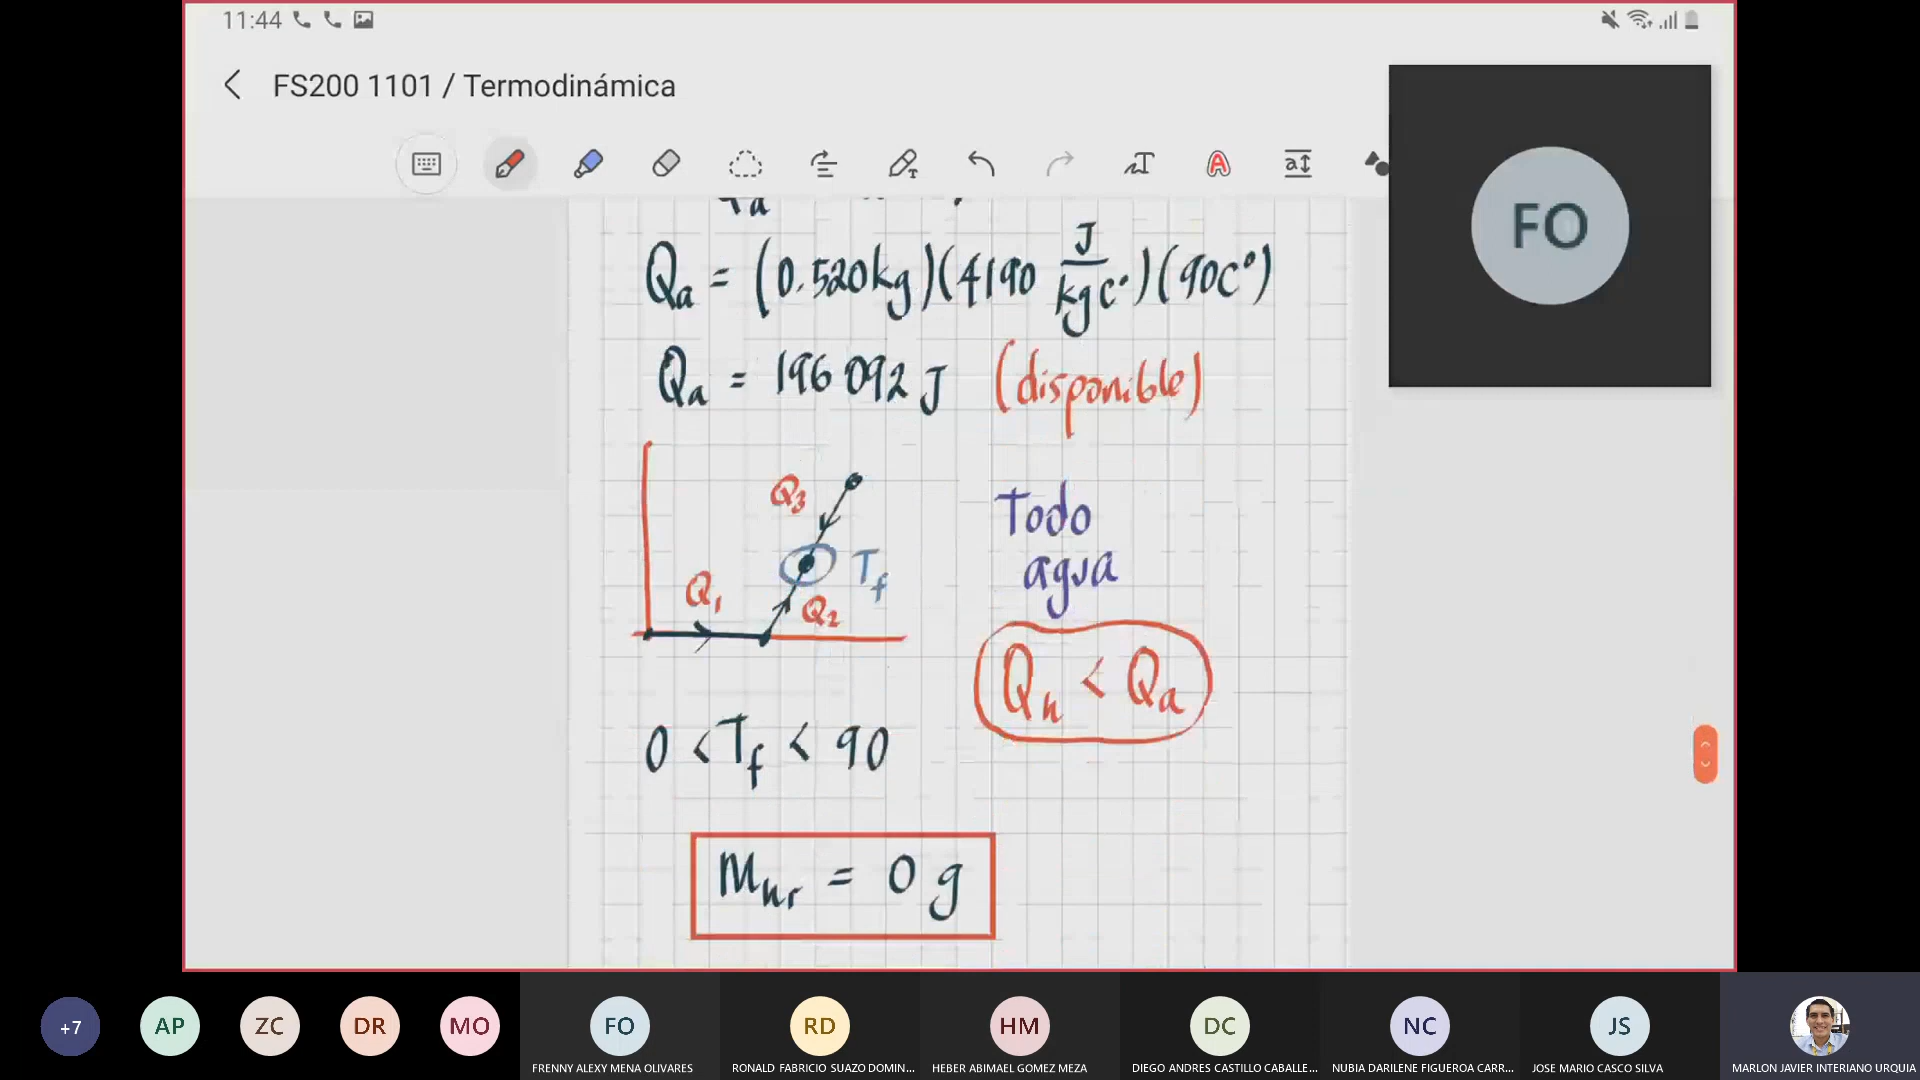 11:44
FS200 1101 / Termodinámica
FO
Qa = (0.520kg)(4190 J/kgC°)(90C°)
Qa = 196 092 J (disponible)
Q3
Tf
Q1
Q2
Todo
agua
Qh < Qa
0 < Tf < 90
Mhr = 0 g
+7
AP
ZC
DR
MO
FO
RD
HM
DC
NC
JS
FRENNY ALEXY MENA OLIVARES
RONALD FABRICIO SUAZO DOMIN...
HEBER ABIMAEL GOMEZ MEZA
DIEGO ANDRES CASTILLO CABALLE...
NUBIA DARILENE FIGUEROA CARR...
JOSE MARIO CASCO SILVA
MARLON JAVIER INTERIANO URQUIA